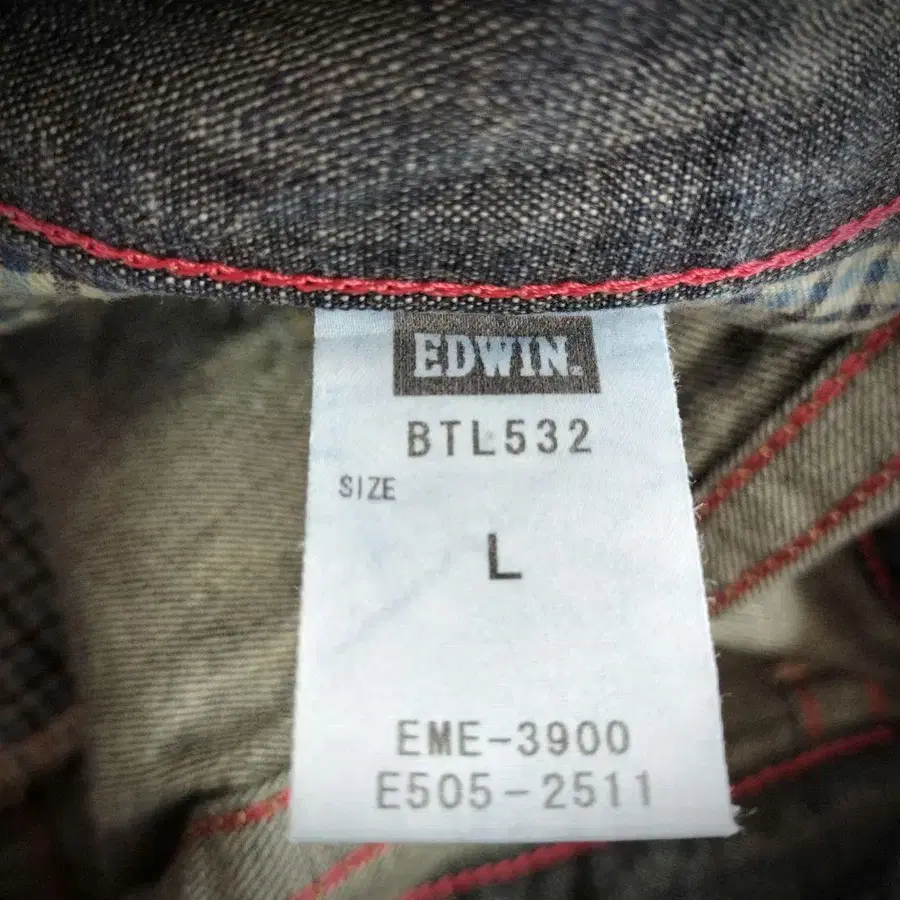 EDWIN.
BTL532
SIZE
L
EME-3900
E505-2511